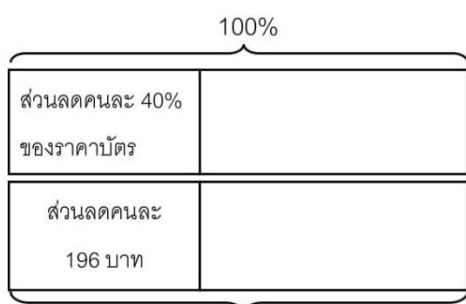 100%
ส่วนลดคนละ 40%
ของราคาบัตร
ส่วนลดคนละ
196 บาท